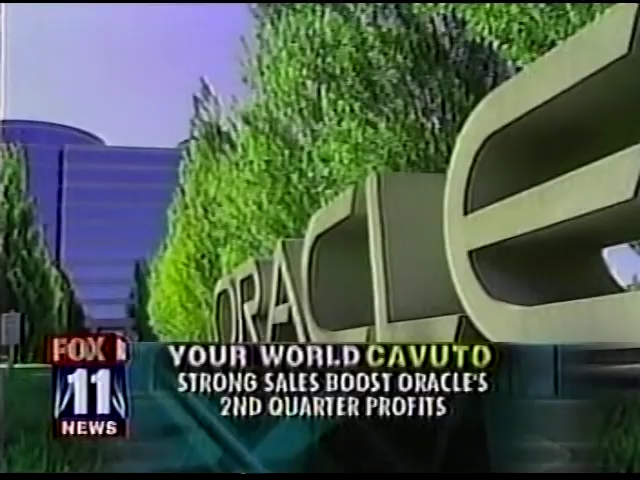 ORACLE
FOX
11
NEWS
YOUR WORLD CAVUTO
STRONG SALES BOOST ORACLE'S
2ND QUARTER PROFITS